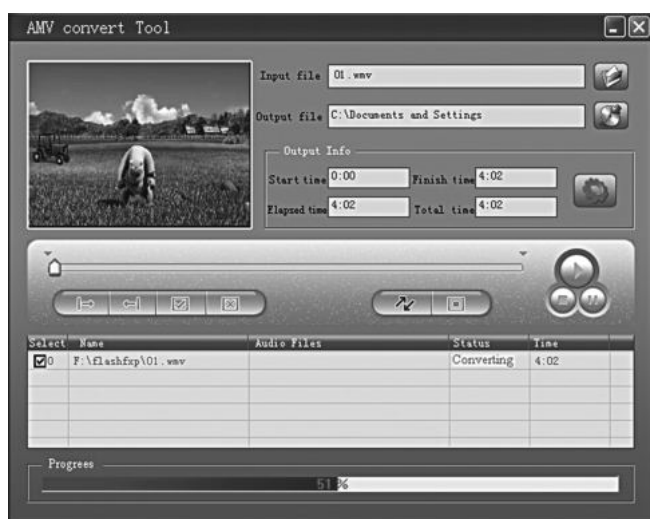 AMV convert Tool
Input file 01.wmv
Output file C:\Documents and Settings
Output Info
Start time 0:00 Finish time 4:02
Elapzed time 4:02 Total time 4:02
Select Name Audio Files Status Time
0 F:\flashfxp\01.wmv Converting 4:02
Progrees
51 %